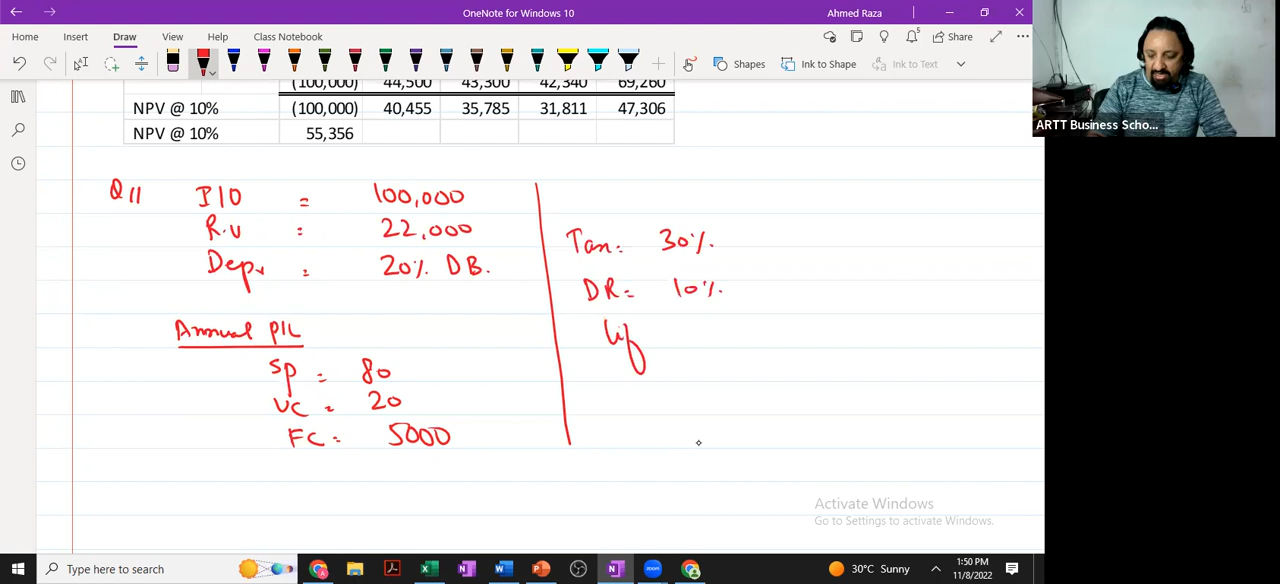 OneNote for Windows 10
Ahmed Raza
Home Insert Draw View Help Class Notebook
Share
Shapes Ink to Shape Ink to Text
(100,000) 44,500 43,300 42,340 69,260
NPV @ 10% (100,000) 40,455 35,785 31,811 47,306
NPV @ 10% 55,356
Q11 I/O = 100,000
R.V = 22,000
Depr = 20% DB.
Annual P/L
SP = 80
VC = 20
FC = 5000
Tax = 30%.
DR = 10%.
Lif
ARTT Business Scho...
Activate Windows
Go to Settings to activate Windows.
Type here to search
30°C Sunny
1:50 PM
11/8/2022